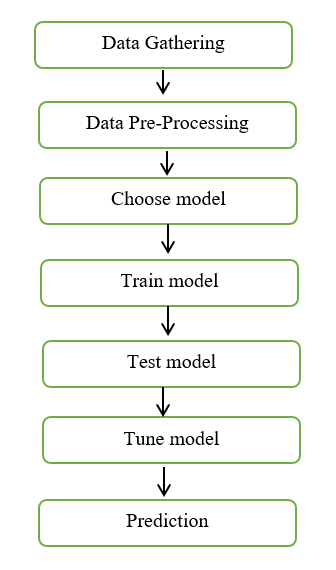 Data Gathering
Data Pre-Processing
Choose model
Train model
Test model
Tune model
Prediction